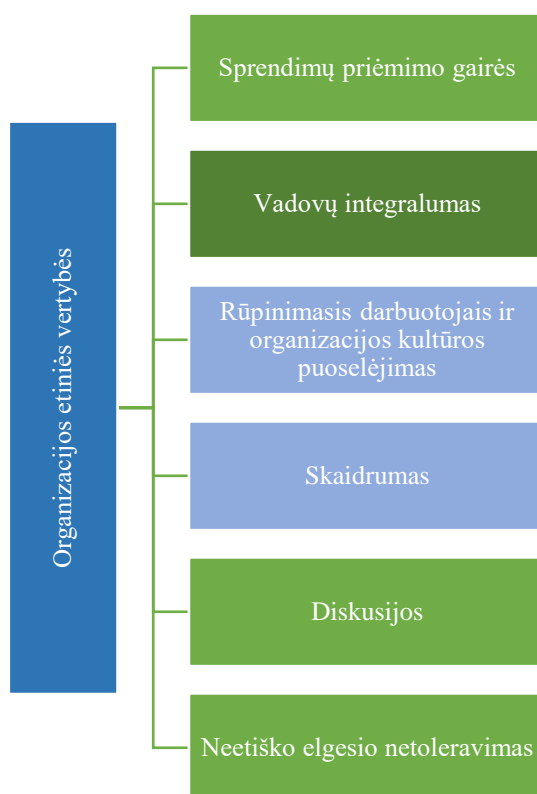 Organizacijos etinės vertybės
Sprendimų priėmimo gairės
Vadovų integralumas
Rūpinimasis darbuotojais ir
organizacijos kultūros
puoselėjimas
Skaidrumas
Diskusijos
Neetiško elgesio netoleravimas